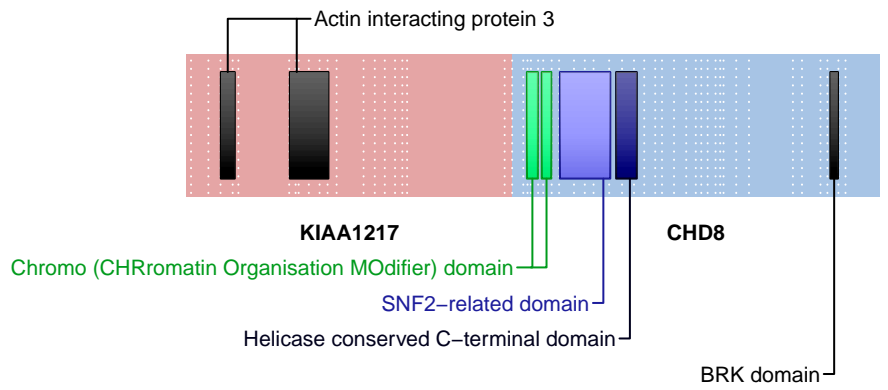 Actin interacting protein 3
KIAA1217
CHD8
Chromo (CHRromatin Organisation MOdifier) domain
SNF2−related domain
Helicase conserved C−terminal domain
BRK domain